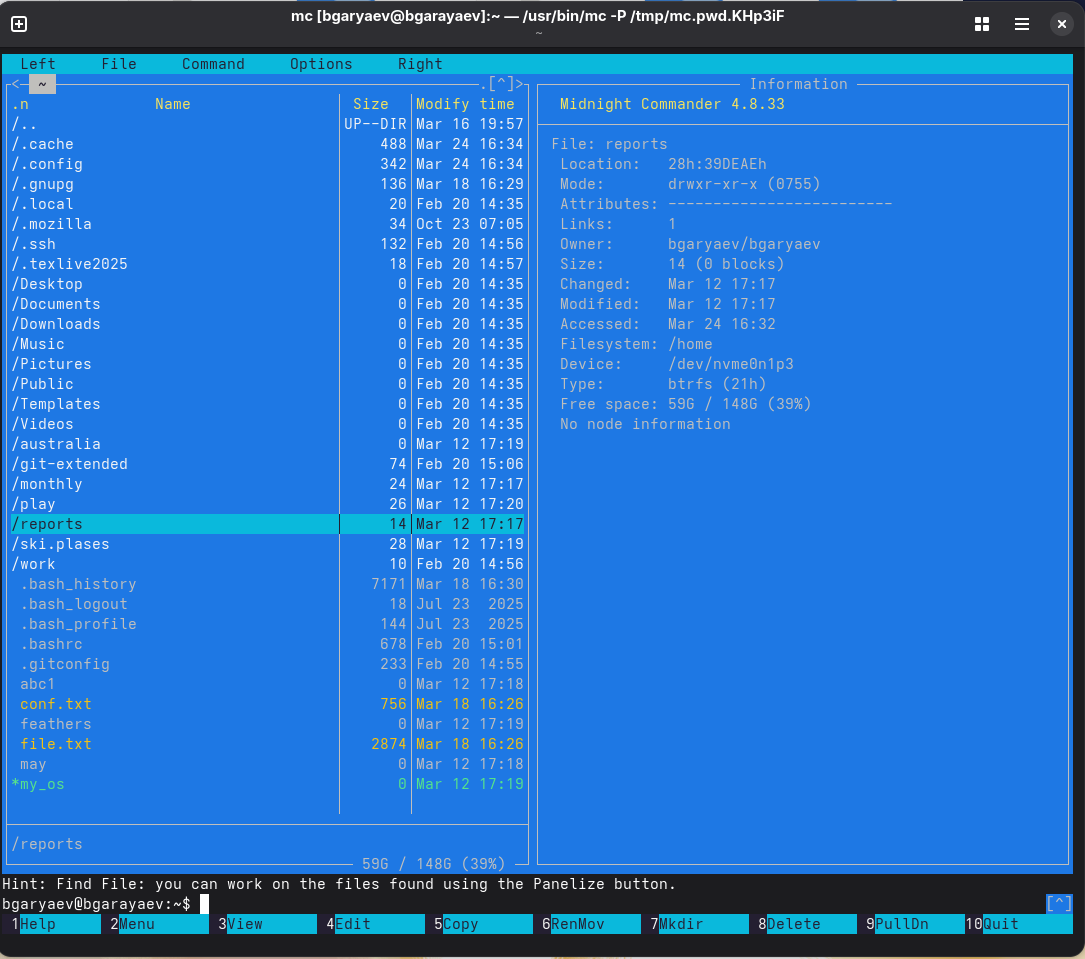 mc [bgaryaev@bgarayaev]:~ — /usr/bin/mc -P /tmp/mc.pwd.KHp3iF
~
Left File Command Options Right
<─ ~ .[^]>
.n Name Size Modify time
/.. UP--DIR Mar 16 19:57
/.cache 488 Mar 24 16:34
/.config 342 Mar 24 16:34
/.gnupg 136 Mar 18 16:29
/.local 20 Feb 20 14:35
/.mozilla 34 Oct 23 07:05
/.ssh 132 Feb 20 14:56
/.texlive2025 18 Feb 20 14:57
/Desktop 0 Feb 20 14:35
/Documents 0 Feb 20 14:35
/Downloads 0 Feb 20 14:35
/Music 0 Feb 20 14:35
/Pictures 0 Feb 20 14:35
/Public 0 Feb 20 14:35
/Templates 0 Feb 20 14:35
/Videos 0 Feb 20 14:35
/australia 0 Mar 12 17:19
/git-extended 74 Feb 20 15:06
/monthly 24 Mar 12 17:17
/play 26 Mar 12 17:20
/reports 14 Mar 12 17:17
/ski.plases 28 Mar 12 17:19
/work 10 Feb 20 14:56
.bash_history 7171 Mar 18 16:30
.bash_logout 18 Jul 23 2025
.bash_profile 144 Jul 23 2025
.bashrc 678 Feb 20 15:01
.gitconfig 233 Feb 20 14:55
abc1 0 Mar 12 17:18
conf.txt 756 Mar 18 16:26
feathers 0 Mar 12 17:19
file.txt 2874 Mar 18 16:26
may 0 Mar 12 17:18
*my_os 0 Mar 12 17:19
/reports
59G / 148G (39%)
Information
Midnight Commander 4.8.33
File: reports
Location: 28h:39DEAEh
Mode: drwxr-xr-x (0755)
Attributes: -------------------------
Links: 1
Owner: bgaryaev/bgaryaev
Size: 14 (0 blocks)
Changed: Mar 12 17:17
Modified: Mar 12 17:17
Accessed: Mar 24 16:32
Filesystem: /home
Device: /dev/nvme0n1p3
Type: btrfs (21h)
Free space: 59G / 148G (39%)
No node information
Hint: Find File: you can work on the files found using the Panelize button.
bgaryaev@bgarayaev:~$ [^]
1Help 2Menu 3View 4Edit 5Copy 6RenMov 7Mkdir 8Delete 9PullDn 10Quit